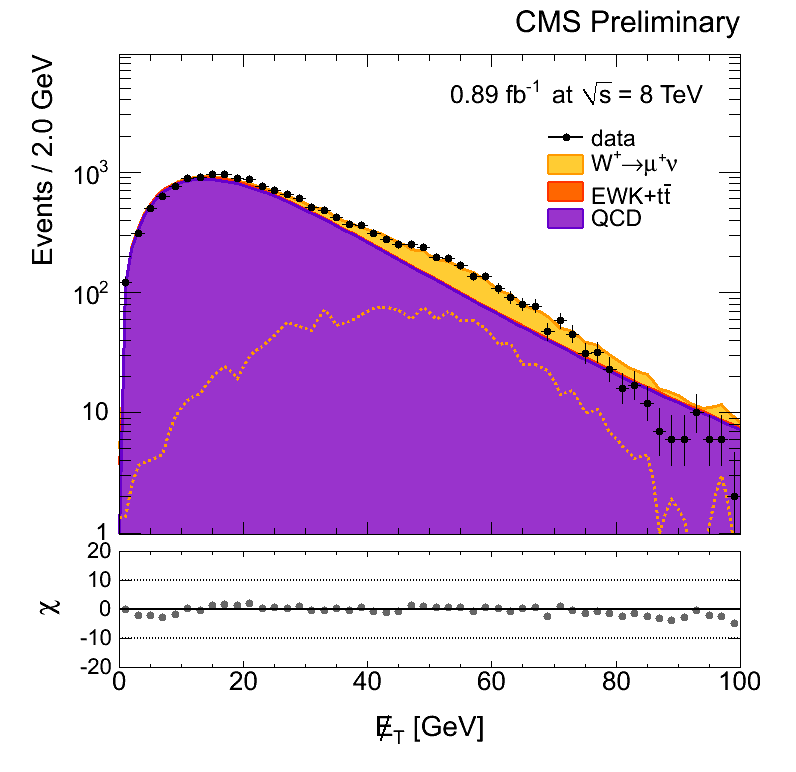 CMS Preliminary
0.89 fb⁻¹ at √s = 8 TeV
data
W⁺→μ⁺ν
EWK+tt̄
QCD
Events / 2.0 GeV
10³
10²
10
1
20
10
0
-10
-20
χ
0 20 40 60 80 100
E̸_T [GeV]